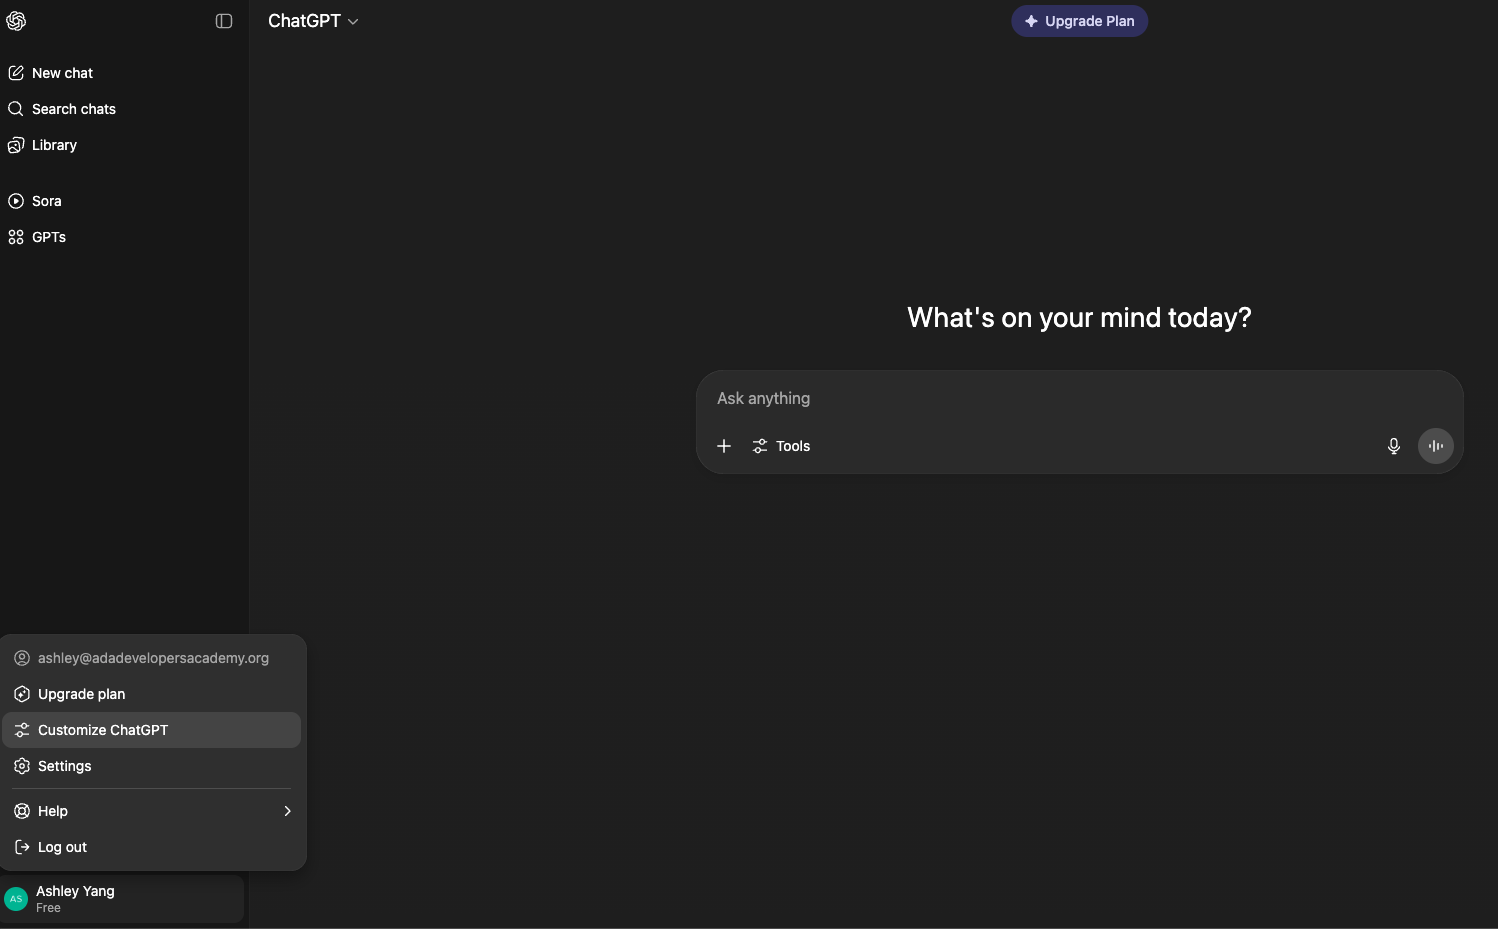 ChatGPT
Upgrade Plan
New chat
Search chats
Library
Sora
GPTs
What's on your mind today?
Ask anything
Tools
ashley@adadevelopersacademy.org
Upgrade plan
Customize ChatGPT
Settings
Help
Log out
AS
Ashley Yang
Free